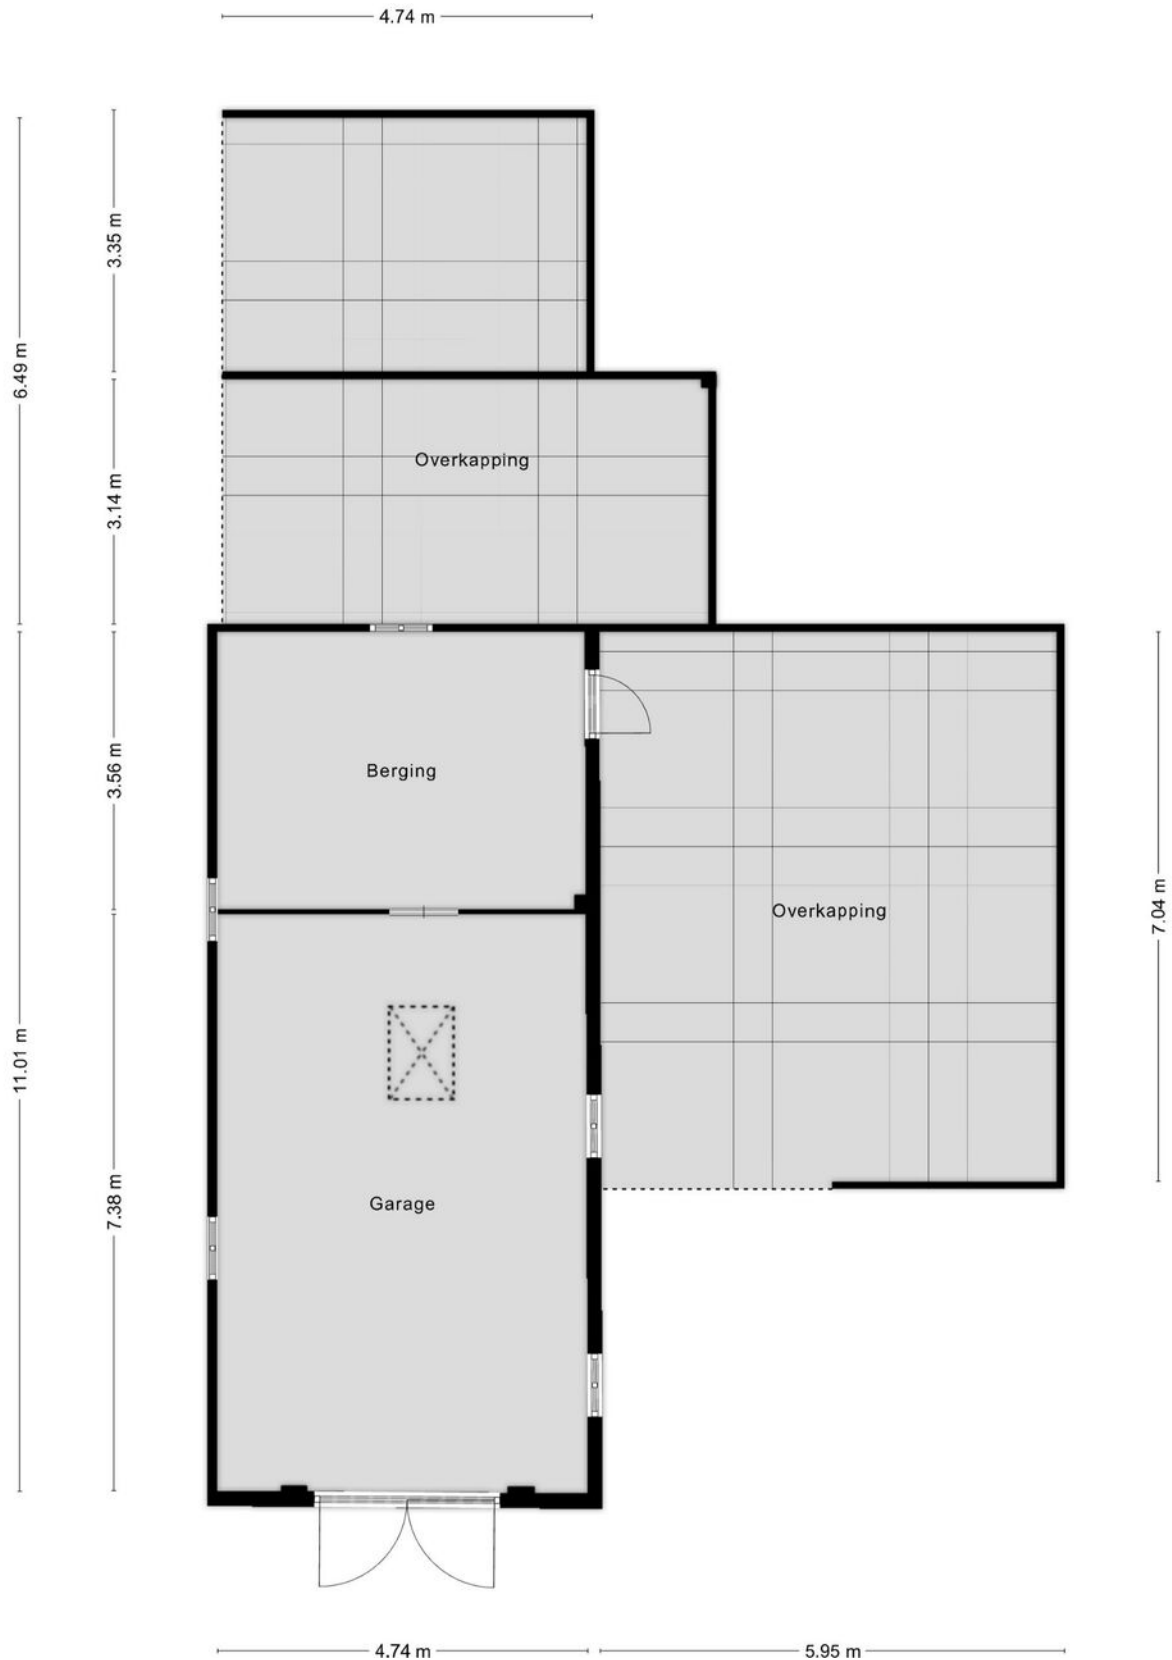 4.74 m
3.35 m
6.49 m
Overkapping
3.14 m
Berging
3.56 m
Overkapping
7.04 m
11.01 m
Garage
7.38 m
4.74 m
5.95 m